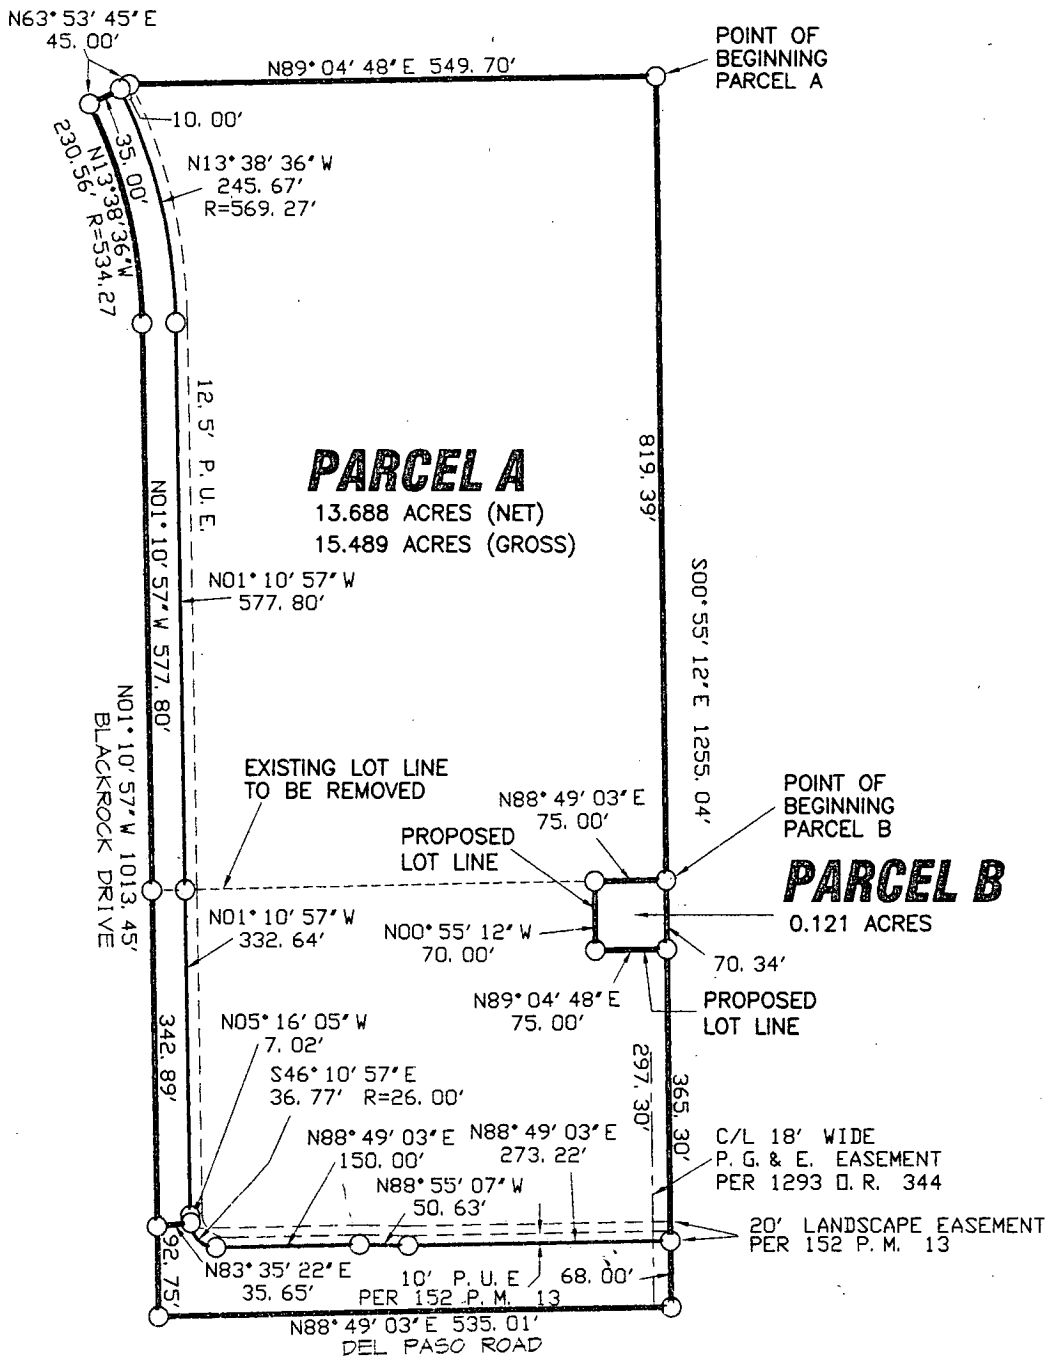 N63° 53' 45" E
45. 00'
N89° 04' 48" E 549. 70'
POINT OF
BEGINNING
PARCEL A
10. 00'
35. 00'
N13° 38' 36" W
245. 67'
R=569. 27'
N13° 38' 36" W
230.56' R=534.27
12. 5' P. U. E.
PARCEL A
13.688 ACRES (NET)
15.489 ACRES (GROSS)
819. 39'
N01° 10' 57" W 577. 80'
N01° 10' 57" W
577. 80'
S00° 55' 12" E 1255. 04'
N01° 10' 57" W 1013. 45'
BLACKROCK DRIVE
EXISTING LOT LINE
TO BE REMOVED
N88° 49' 03" E
75. 00'
POINT OF
BEGINNING
PARCEL B
PROPOSED
LOT LINE
PARCEL B
0.121 ACRES
N01° 10' 57" W
332. 64'
N00° 55' 12" W
70. 00'
70. 34'
N89° 04' 48" E
75. 00'
PROPOSED
LOT LINE
342. 89'
N05° 16' 05" W
7. 02'
S46° 10' 57" E
36. 77' R=26. 00'
297. 30'
365. 30'
N88° 49' 03" E
150. 00'
N88° 49' 03" E
273. 22'
C/L 18' WIDE
P. G. & E. EASEMENT
PER 1293 O. R. 344
N88° 55' 07" W
50. 63'
20' LANDSCAPE EASEMENT
PER 152 P. M. 13
92. 75'
N83° 35' 22" E
35. 65'
10' P. U. E
PER 152 P. M. 13
68. 00'
N88° 49' 03" E 535. 01'
DEL PASO ROAD